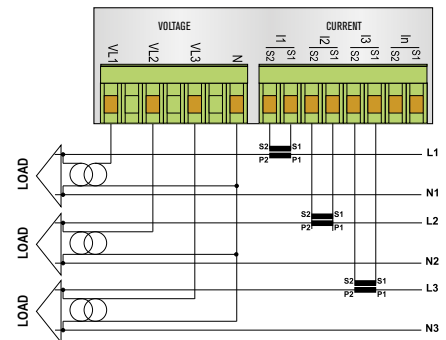 VOLTAGE CURRENT
I1 I2 I3 In
VL1 VL2 VL3 N S2 S1 S2 S1 S2 S1 S2 S1
S2 S1
L1
P2 P1
LOAD
N1
S2 S1
L2
P2 P1
LOAD
N2
S2 S1
L3
P2 P1
LOAD
N3